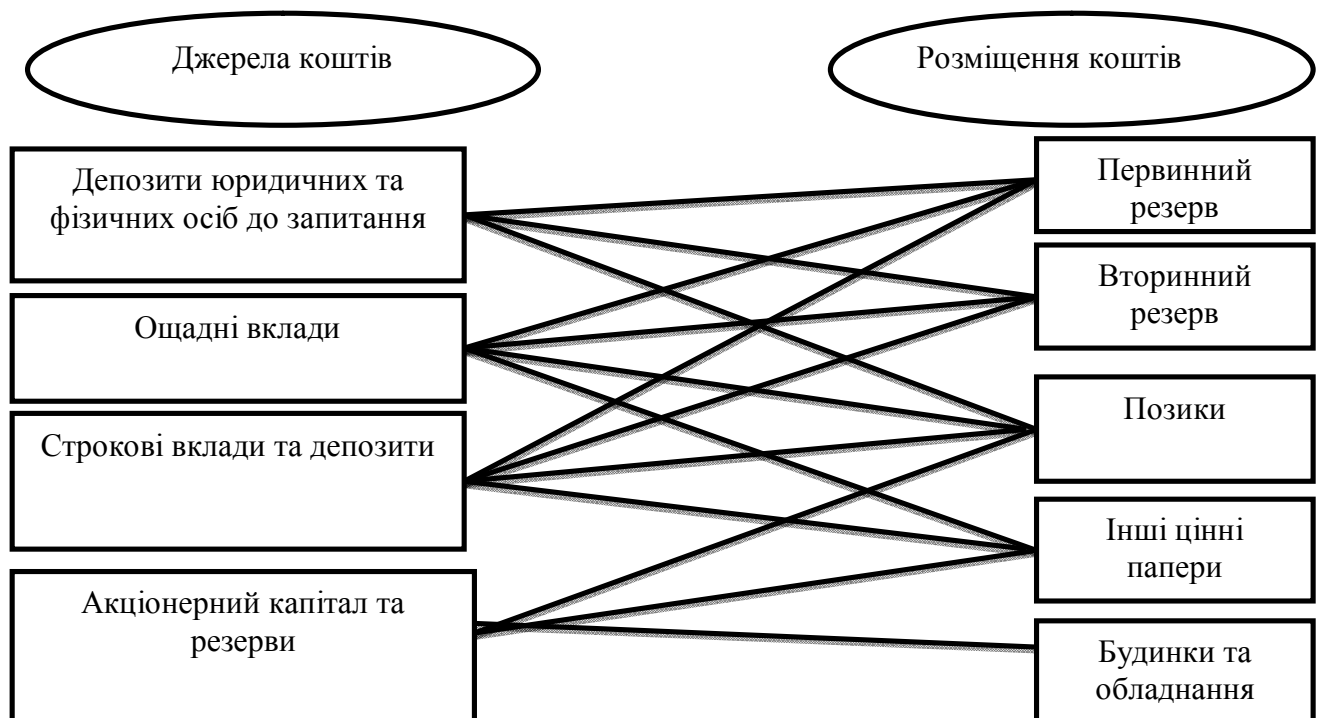 Джерела коштів
Розміщення коштів
Депозити юридичних та
фізичних осіб до запитання
Ощадні вклади
Строкові вклади та депозити
Акціонерний капітал та
резерви
Первинний
резерв
Вторинний
резерв
Позики
Інші цінні
папери
Будинки та
обладнання